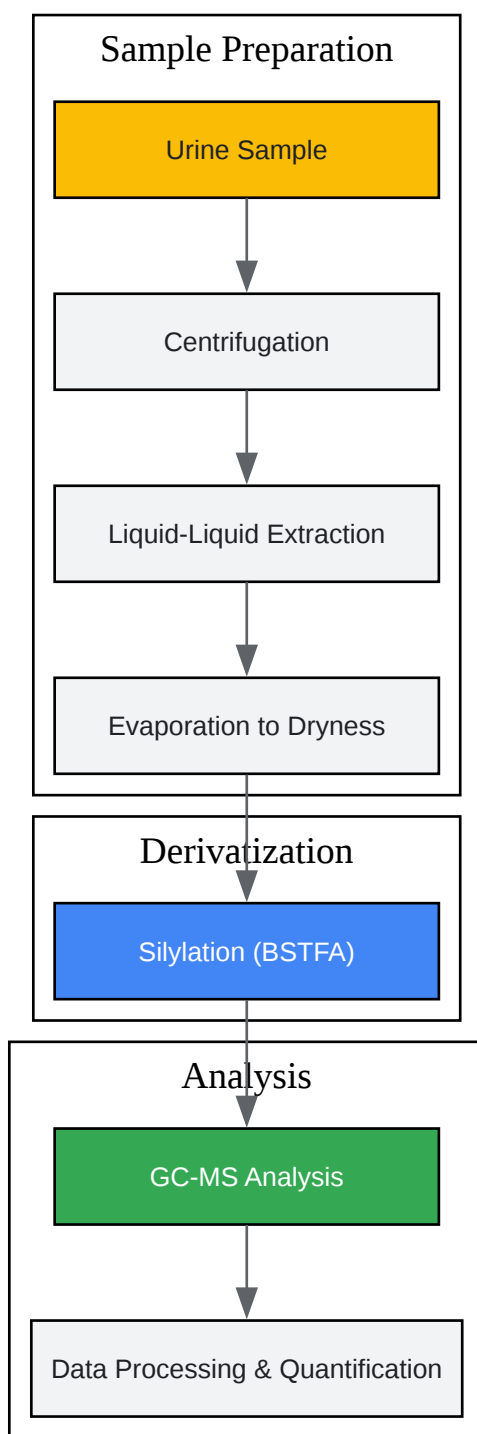 Sample Preparation
Urine Sample
Centrifugation
Liquid-Liquid Extraction
Evaporation to Dryness
Derivatization
Silylation (BSTFA)
Analysis
GC-MS Analysis
Data Processing & Quantification